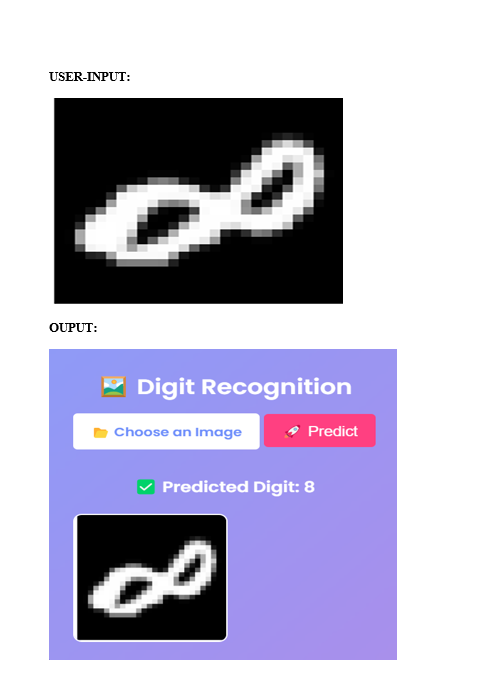 USER-INPUT:
OUPUT:
Digit Recognition
Choose an Image Predict
Predicted Digit: 8